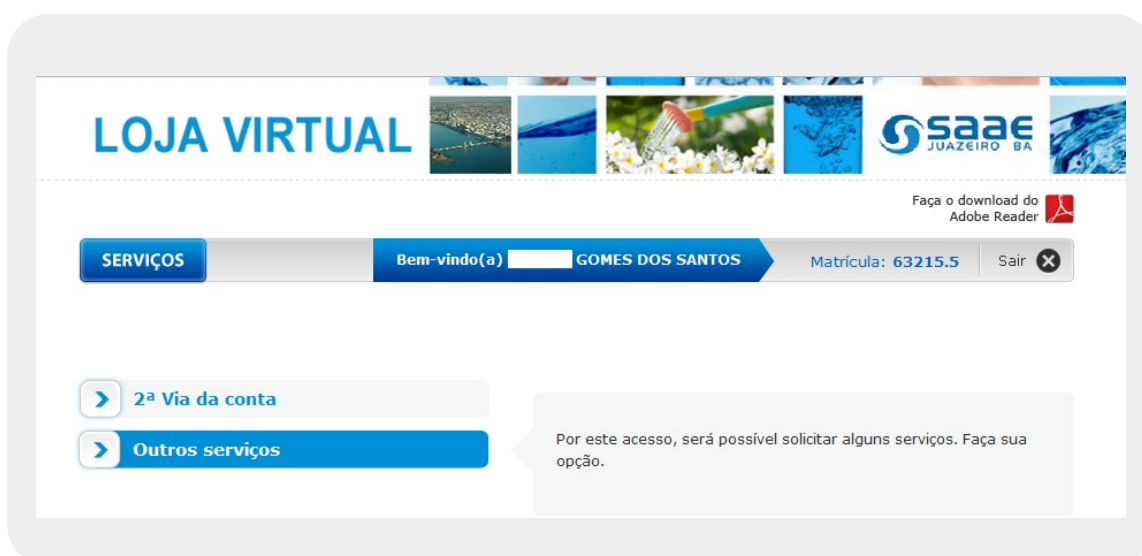 LOJA VIRTUAL
saae
JUAZEIRO BA
Faça o download do
Adobe Reader
SERVIÇOS
Bem-vindo(a) GOMES DOS SANTOS
Matrícula: 63215.5
Sair
2ª Via da conta
Outros serviços
Por este acesso, será possível solicitar alguns serviços. Faça sua
opção.